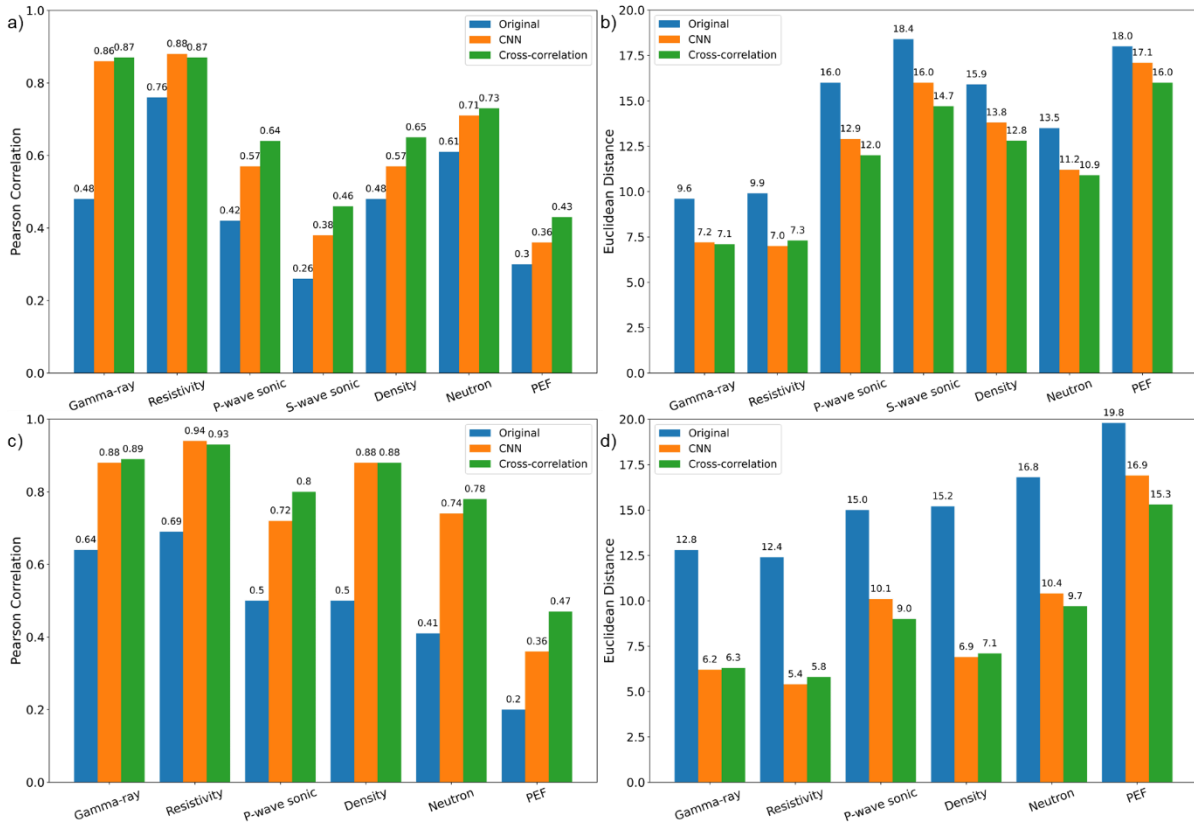 a)
Pearson Correlation
1.0
0.8
0.6
0.4
0.2
0.0
Original
CNN
Cross-correlation
0.48 0.86 0.87
0.76 0.88 0.87
0.42 0.57 0.64
0.26 0.38 0.46
0.48 0.57 0.65
0.61 0.71 0.73
0.3 0.36 0.43
Gamma-ray Resistivity P-wave sonic S-wave sonic Density Neutron PEF
b)
Euclidean Distance
20.0
17.5
15.0
12.5
10.0
7.5
5.0
2.5
0.0
Original
CNN
Cross-correlation
9.6 7.2 7.1
9.9 7.0 7.3
16.0 12.9 12.0
18.4 16.0 14.7
15.9 13.8 12.8
13.5 11.2 10.9
18.0 17.1 16.0
Gamma-ray Resistivity P-wave sonic S-wave sonic Density Neutron PEF
c)
Pearson Correlation
1.0
0.8
0.6
0.4
0.2
0.0
Original
CNN
Cross-correlation
0.64 0.88 0.89
0.69 0.94 0.93
0.5 0.72 0.8
0.5 0.88 0.88
0.41 0.74 0.78
0.2 0.36 0.47
Gamma-ray Resistivity P-wave sonic Density Neutron PEF
d)
Euclidean Distance
20.0
17.5
15.0
12.5
10.0
7.5
5.0
2.5
0.0
Original
CNN
Cross-correlation
12.8 6.2 6.3
12.4 5.4 5.8
15.0 10.1 9.0
15.2 6.9 7.1
16.8 10.4 9.7
19.8 16.9 15.3
Gamma-ray Resistivity P-wave sonic Density Neutron PEF